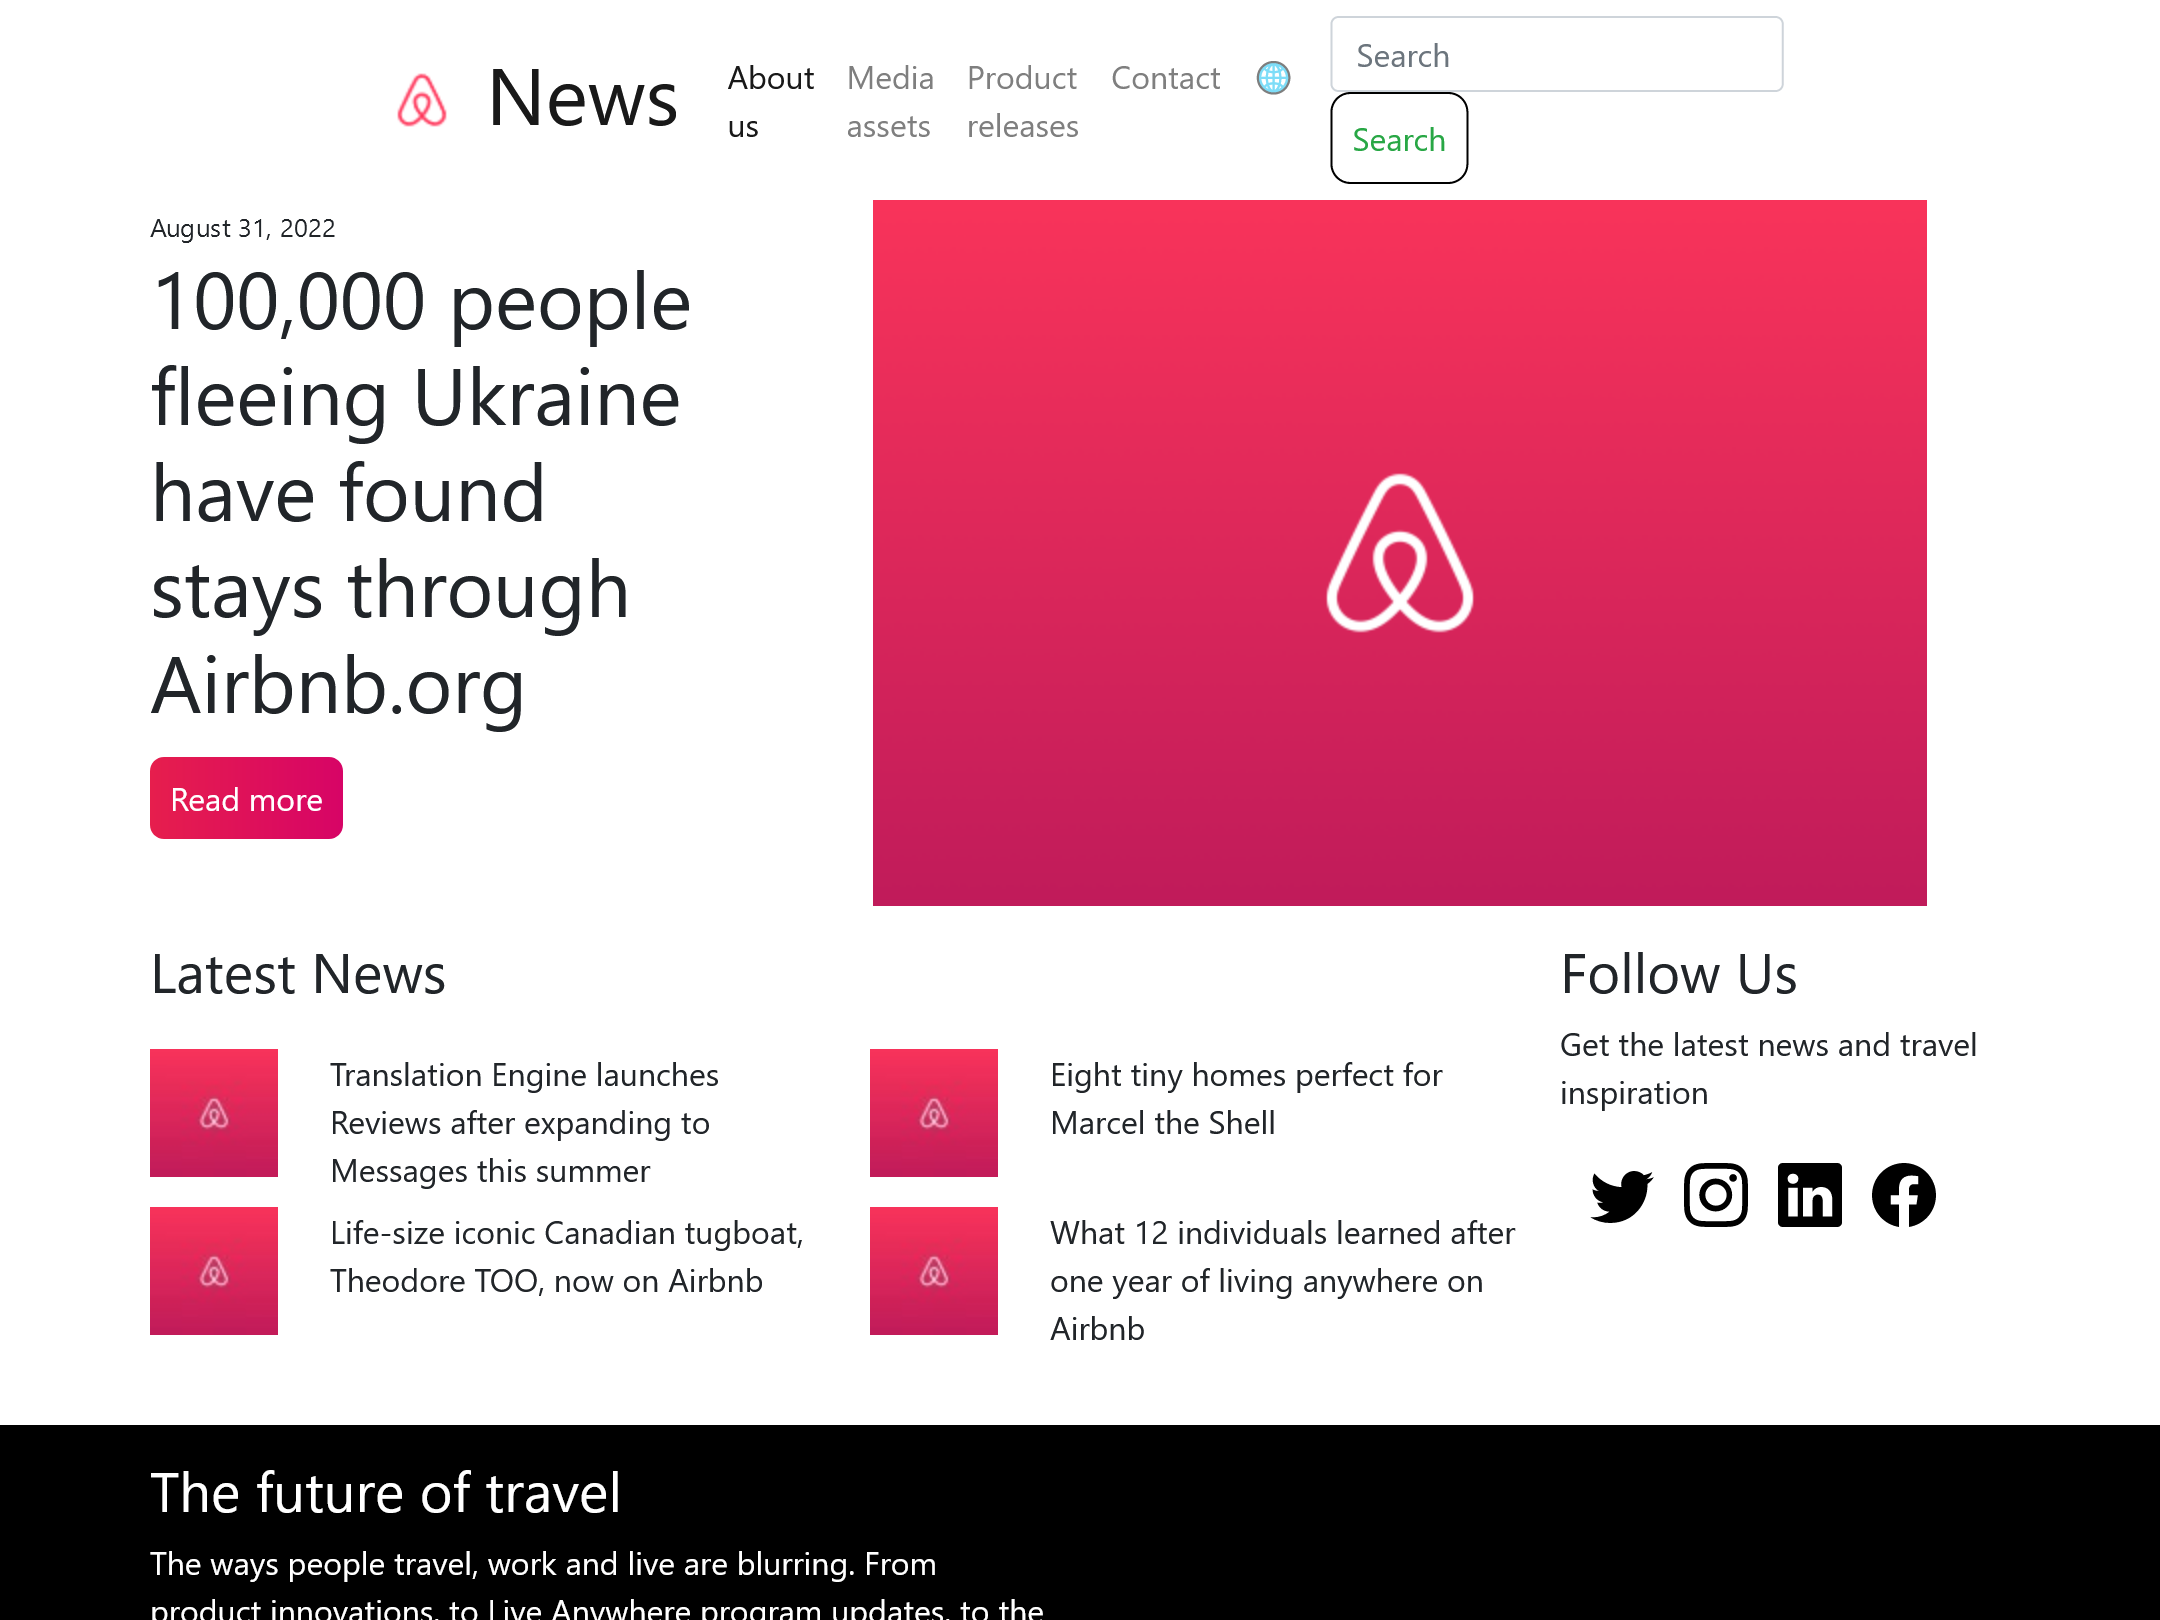 News
About us
Media assets
Product releases
Contact
Search
Search
August 31, 2022
100,000 people
fleeing Ukraine
have found
stays through
Airbnb.org
Read more
Latest News
Translation Engine launches
Reviews after expanding to
Messages this summer
Eight tiny homes perfect for
Marcel the Shell
Life-size iconic Canadian tugboat,
Theodore TOO, now on Airbnb
What 12 individuals learned after
one year of living anywhere on
Airbnb
Follow Us
Get the latest news and travel
inspiration
The future of travel
The ways people travel, work and live are blurring. From
product innovations, to Live Anywhere program updates, to the